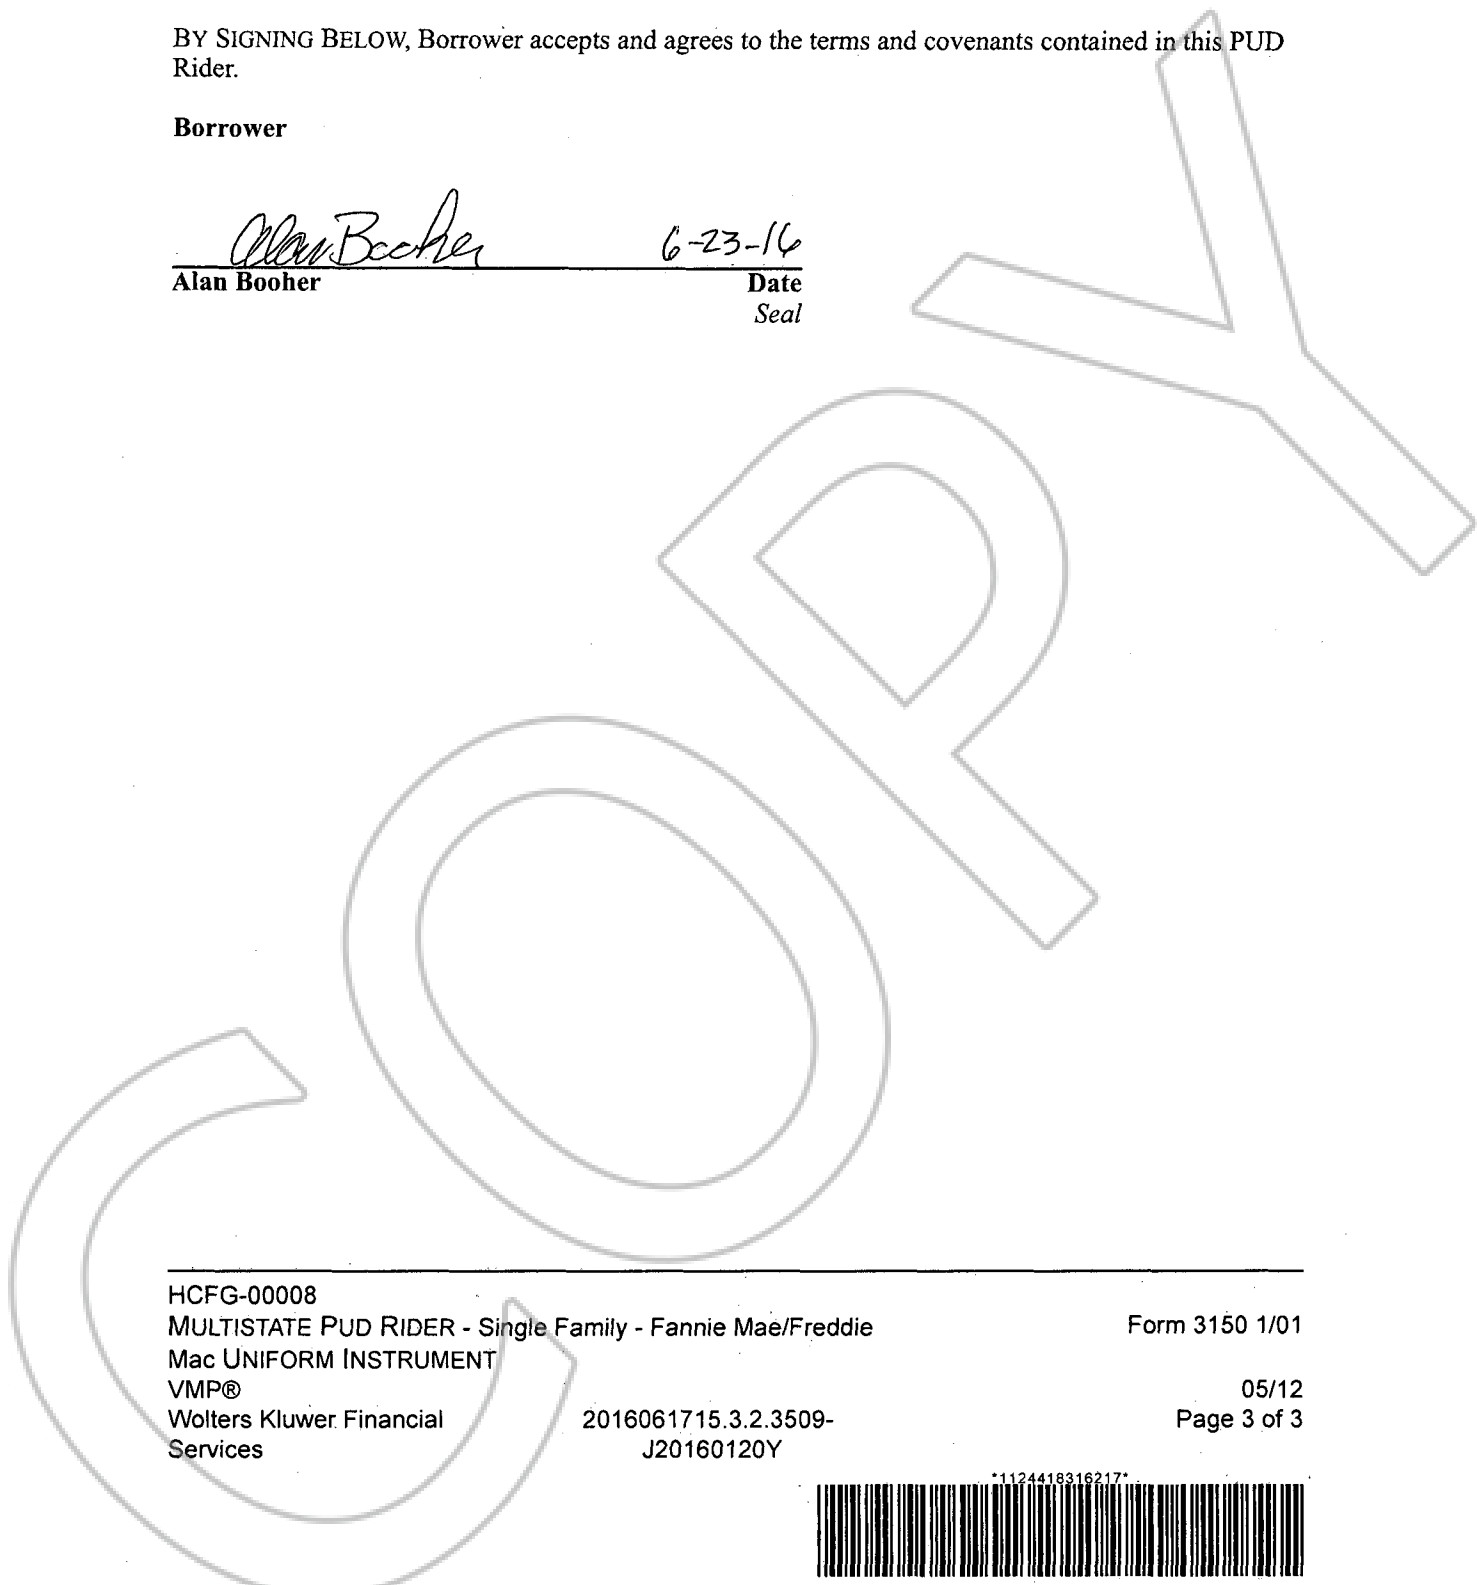 BY SIGNING BELOW, Borrower accepts and agrees to the terms and covenants contained in this PUD
Rider.
Borrower
Alan Booher 6-23-16
Alan Booher Date
Seal
COPY
HCFG-00008
MULTISTATE PUD RIDER - Single Family - Fannie Mae/Freddie Form 3150 1/01
Mac UNIFORM INSTRUMENT
VMP® 05/12
Wolters Kluwer Financial 2016061715.3.2.3509- Page 3 of 3
Services J20160120Y
*1124418316217*